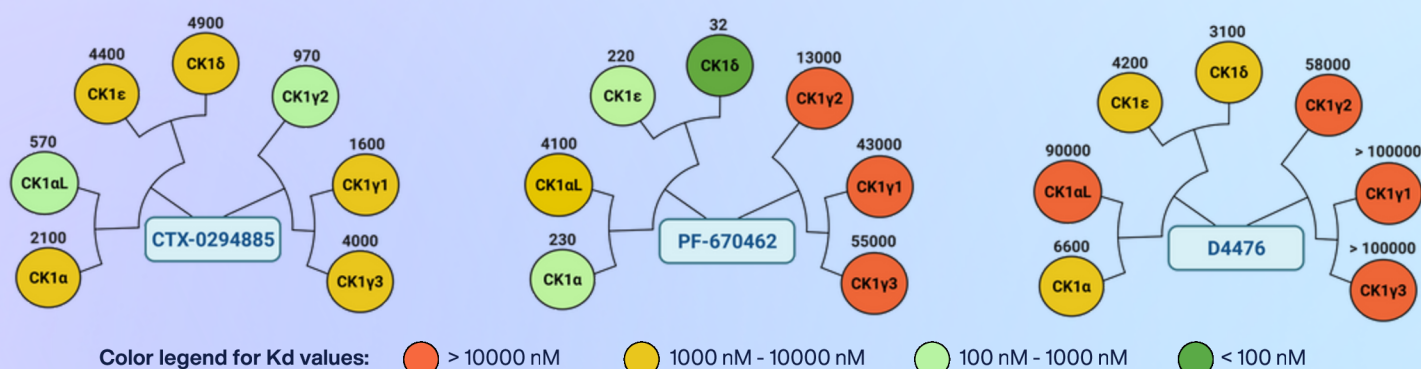 4900
4400
CK1δ
970
CK1ε
CK1γ2
570
1600
CK1αL
CK1γ1
2100
CTX-0294885
4000
CK1α
CK1γ3
32
220
CK1δ
13000
CK1ε
CK1γ2
4100
43000
CK1αL
CK1γ1
230
PF-670462
55000
CK1α
CK1γ3
3100
4200
CK1δ
58000
CK1ε
CK1γ2
90000
> 100000
CK1αL
CK1γ1
6600
D4476
> 100000
CK1α
CK1γ3
Color legend for Kd values: > 10000 nM 1000 nM - 10000 nM 100 nM - 1000 nM < 100 nM